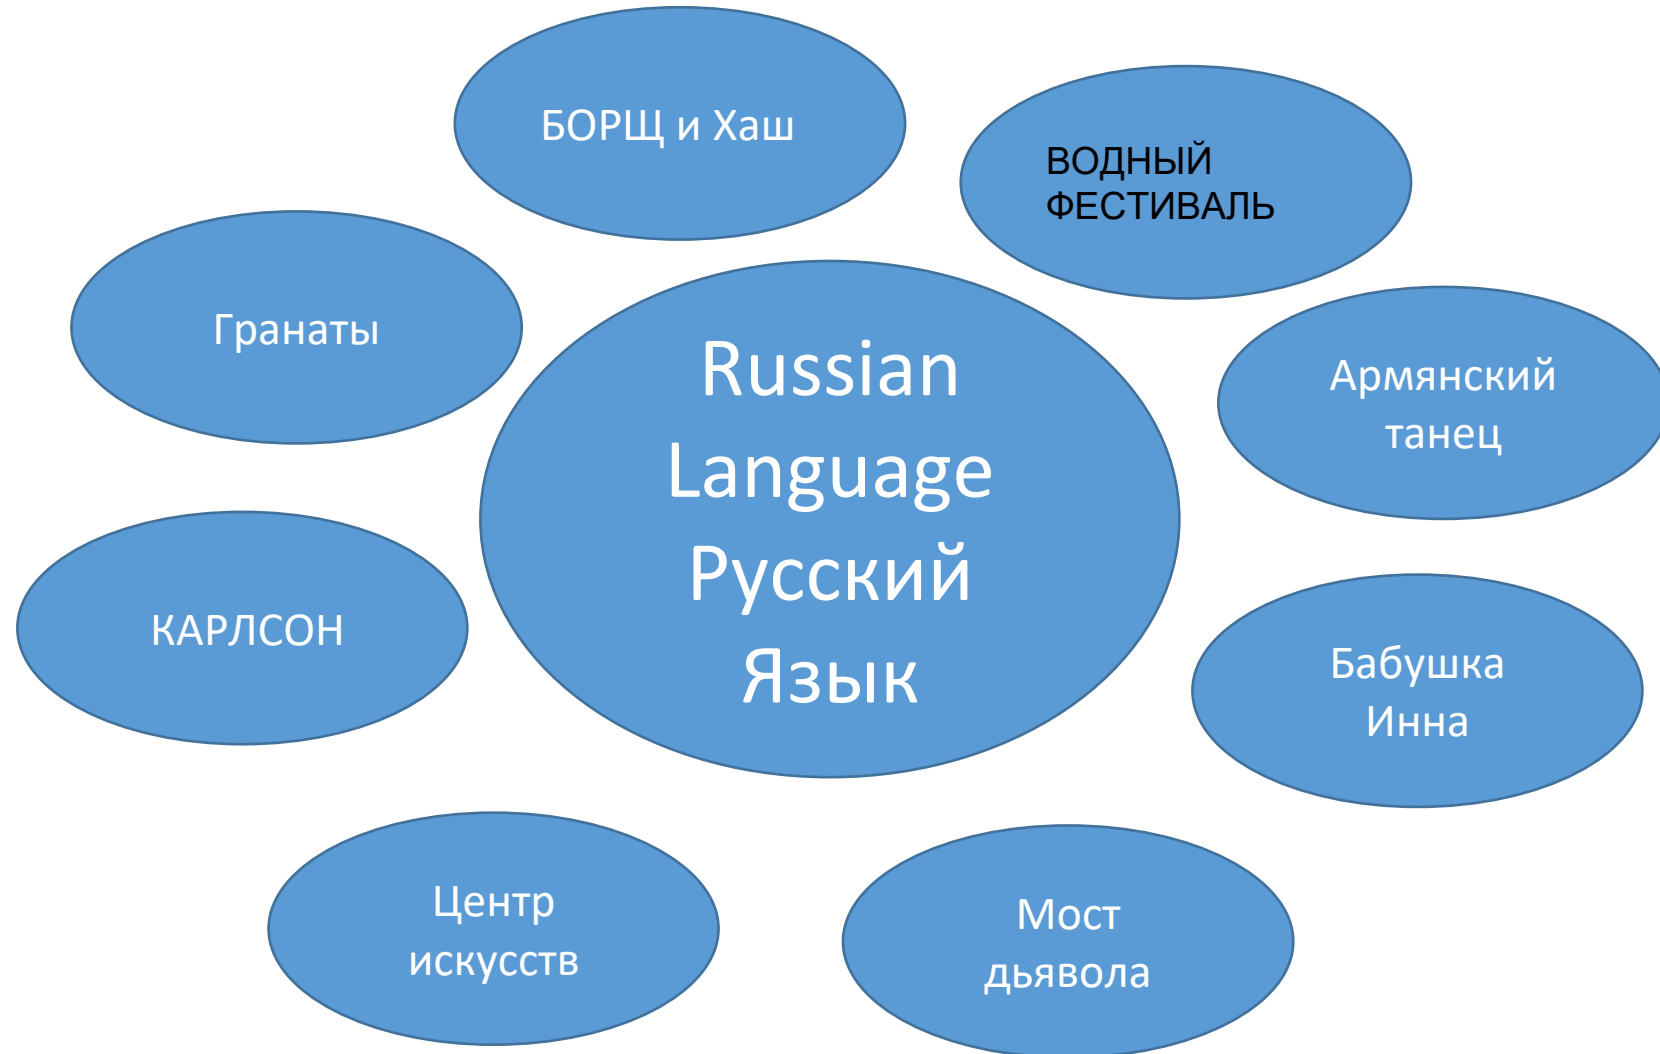 БОРЩ и Хаш
ВОДНЫЙ
ФЕСТИВАЛЬ
Гранаты
Russian
Language
Русский
Язык
Армянский
танец
КАРЛСОН
Бабушка
Инна
Центр
искусств
Мост
дьявола